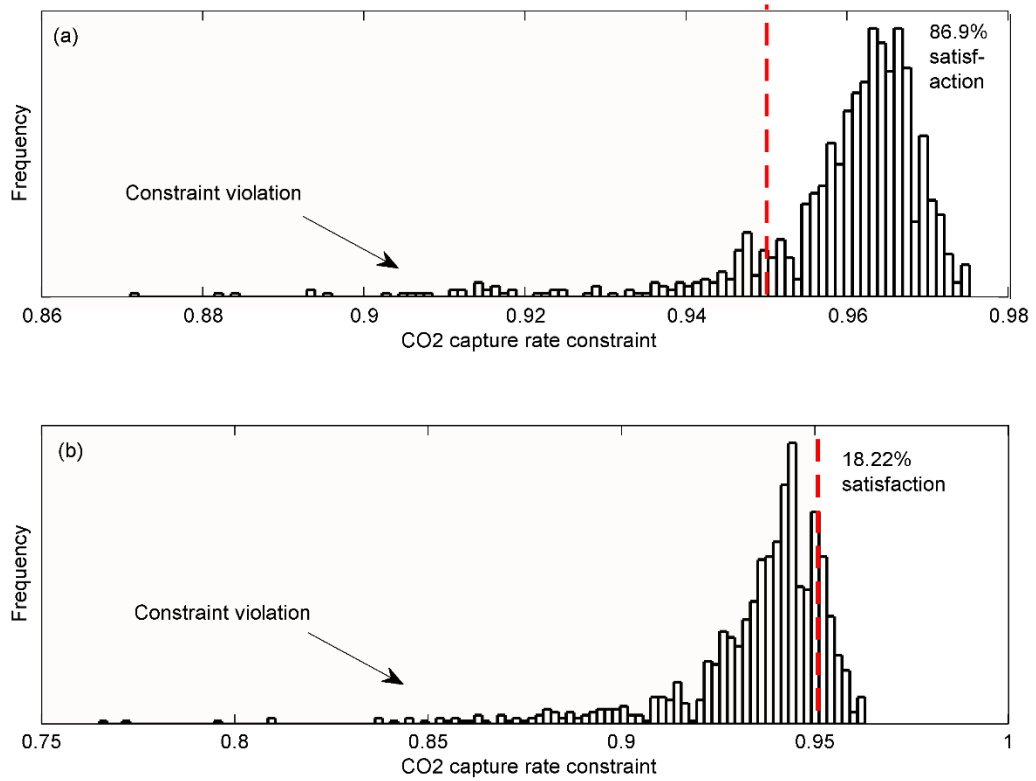 (a)
86.9%
satisf-
action
Constraint violation
Frequency
0.86 0.88 0.9 0.92 0.94 0.96 0.98
CO2 capture rate constraint
(b)
18.22%
satisfaction
Constraint violation
Frequency
0.75 0.8 0.85 0.9 0.95 1
CO2 capture rate constraint